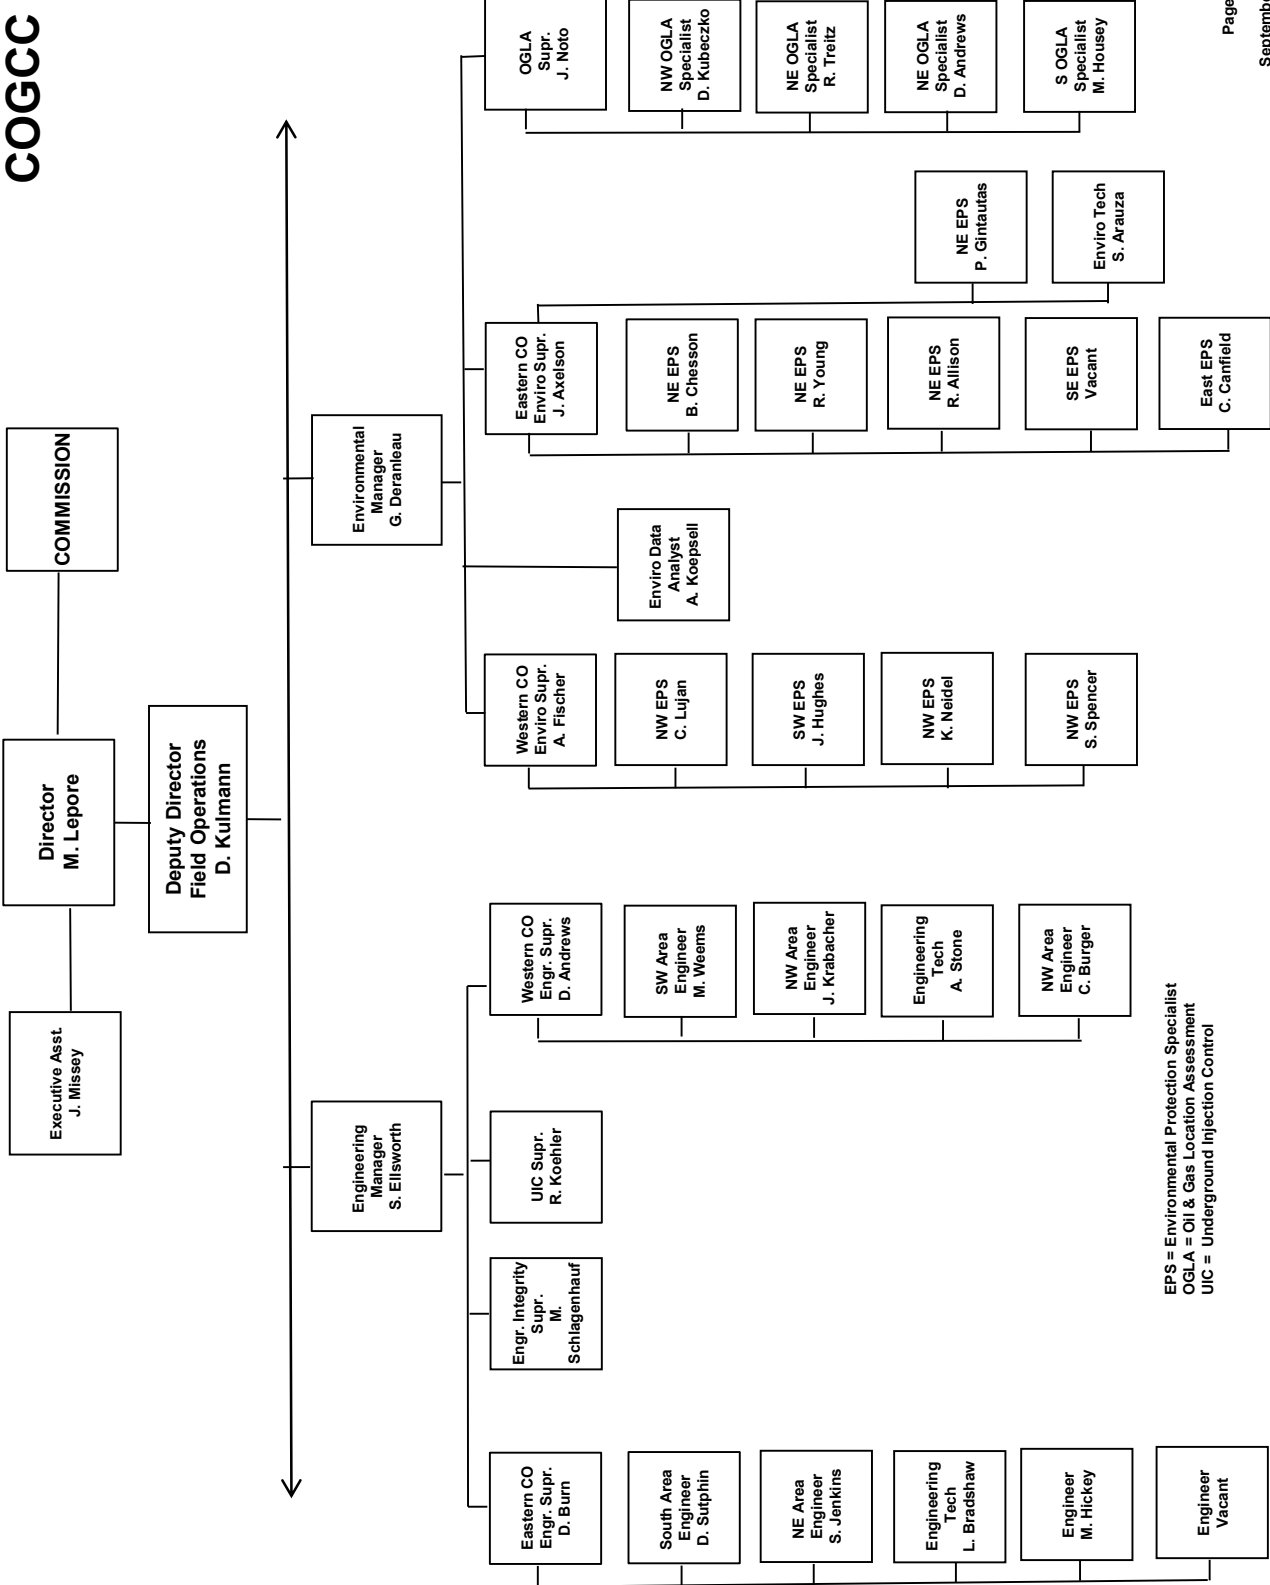 COGCC
COMMISSION
Director
M. Lepore
Executive Asst.
J. Missey
Deputy Director
Field Operations
D. Kulmann
Engineering
Manager
S. Ellsworth
Environmental
Manager
G. Deranleau
Eastern CO
Engr. Supr.
D. Burn
Engr. Integrity
Supr.
M.
Schlagenhauf
UIC Supr.
R. Koehler
Western CO
Engr. Supr.
D. Andrews
Western CO
Enviro Supr.
A. Fischer
Eastern CO
Enviro Supr.
J. Axelson
OGLA
Supr.
J. Noto
South Area
Engineer
D. Sutphin
SW Area
Engineer
M. Weems
NW EPS
C. Lujan
Enviro Data
Analyst
A. Koepsell
NE EPS
B. Chesson
NW OGLA
Specialist
D. Kubeczko
NE Area
Engineer
S. Jenkins
NW Area
Engineer
J. Krabacher
SW EPS
J. Hughes
NE EPS
R. Young
NE OGLA
Specialist
R. Treitz
Engineering
Tech
L. Bradshaw
Engineering
Tech
A. Stone
NW EPS
K. Neidel
NE EPS
R. Allison
NE EPS
P. Gintautas
NE OGLA
Specialist
D. Andrews
Engineer
M. Hickey
NW Area
Engineer
C. Burger
NW EPS
S. Spencer
SE EPS
Vacant
Enviro Tech
S. Arauza
S OGLA
Specialist
M. Housey
Engineer
Vacant
East EPS
C. Canfield
EPS = Environmental Protection Specialist
OGLA = Oil & Gas Location Assessment
UIC = Underground Injection Control
Page
September